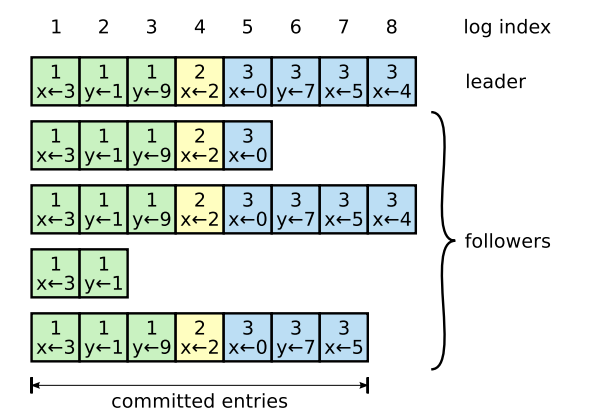 1 2 3 4 5 6 7 8 log index
1 1 1 2 3 3 3 3
x←3 y←1 y←9 x←2 x←0 y←7 x←5 x←4
leader
1 1 1 2 3
x←3 y←1 y←9 x←2 x←0
1 1 1 2 3 3 3 3
x←3 y←1 y←9 x←2 x←0 y←7 x←5 x←4
followers
1 1
x←3 y←1
1 1 1 2 3 3 3
x←3 y←1 y←9 x←2 x←0 y←7 x←5
committed entries